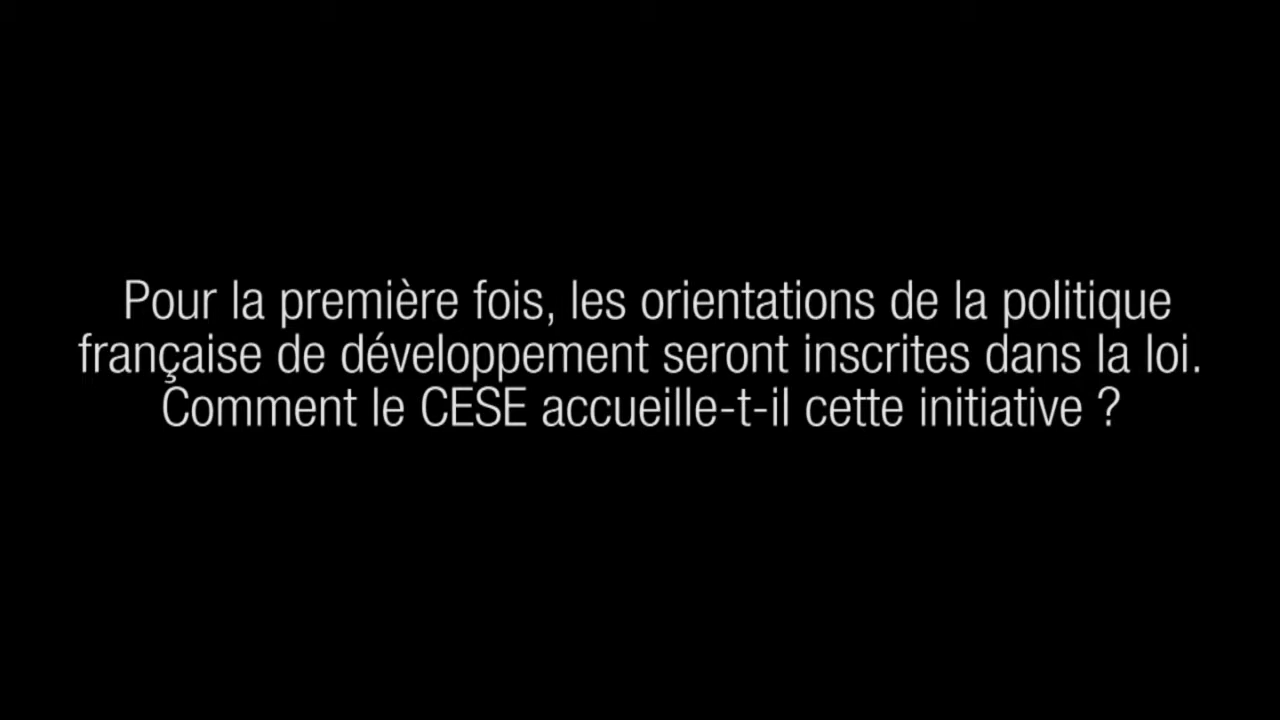 Pour la première fois, les orientations de la politique
française de développement seront inscrites dans la loi.
Comment le CESE accueille-t-il cette initiative ?